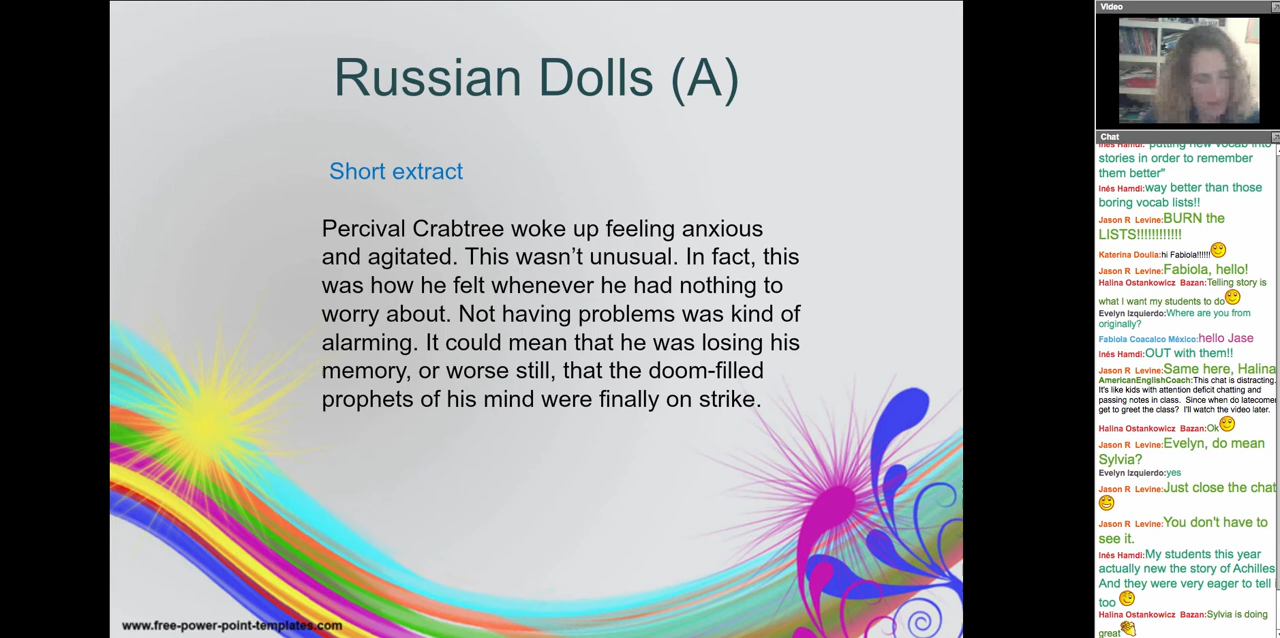 Russian Dolls (A)
Short extract
Percival Crabtree woke up feeling anxious
and agitated. This wasn’t unusual. In fact, this
was how he felt whenever he had nothing to
worry about. Not having problems was kind of
alarming. It could mean that he was losing his
memory, or worse still, that the doom-filled
prophets of his mind were finally on strike.
www.free-power-point-templates.com
Video
Chat
Inés Hamdi: "putting new vocab into
stories in order to remember
them better"
Inés Hamdi:way better than those
boring vocab lists!!
Jason R Levine:BURN the
LISTS!!!!!!!!!!!!
Katerina Doulia:hi Fabiola!!!!!!
Jason R Levine:Fabiola, hello!
Halina Ostankowicz Bazan:Telling story is
what I want my students to do
Evelyn Izquierdo:Where are you from
originally?
Fabiola Coacalco México:hello Jase
Inés Hamdi:OUT with them!!
Jason R Levine:Same here, Halina
AmericanEnglishCoach:This chat is distracting.
It's like kids with attention deficit chatting and
passing notes in class. Since when do latecomer
get to greet the class? I'll watch the video later.
Halina Ostankowicz Bazan:Ok
Jason R Levine:Evelyn, do mean
Sylvia?
Evelyn Izquierdo:yes
Jason R Levine:Just close the chat
Jason R Levine:You don't have to
see it.
Inés Hamdi:My students this year
actually new the story of Achilles
And they were very eager to tell i
too
Halina Ostankowicz Bazan:Sylvia is doing
great